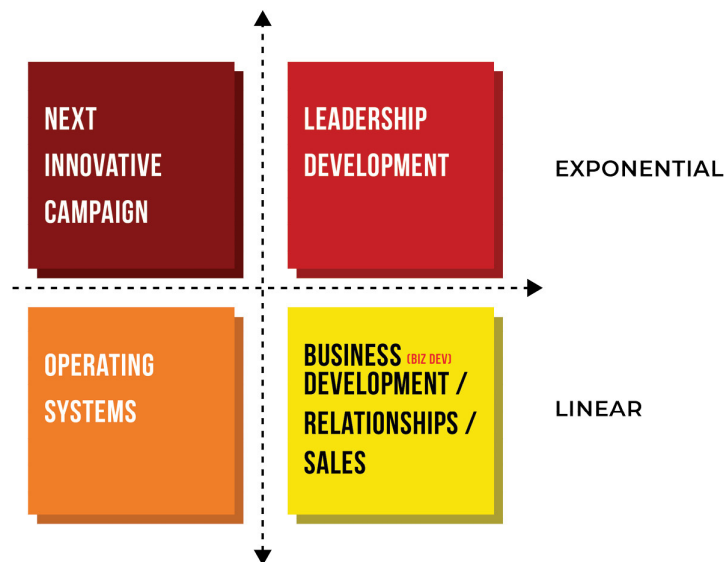 NEXT
INNOVATIVE
CAMPAIGN
LEADERSHIP
DEVELOPMENT
EXPONENTIAL
OPERATING
SYSTEMS
BUSINESS (BIZ DEV)
DEVELOPMENT /
RELATIONSHIPS /
SALES
LINEAR